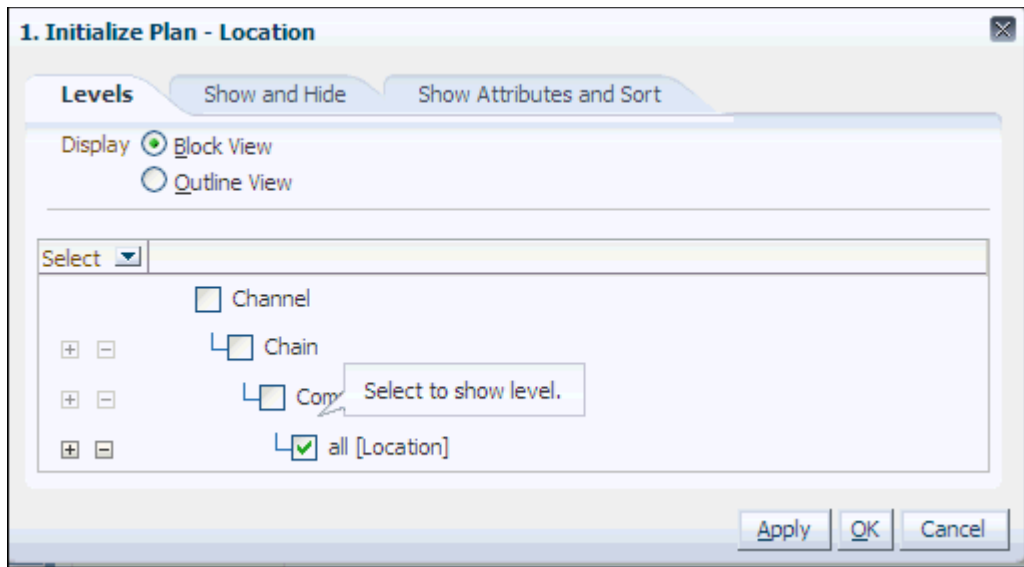 1. Initialize Plan - Location
Levels Show and Hide Show Attributes and Sort
Display Block View
Outline View
Select
Channel
Chain
Select to show level.
all [Location]
Apply OK Cancel